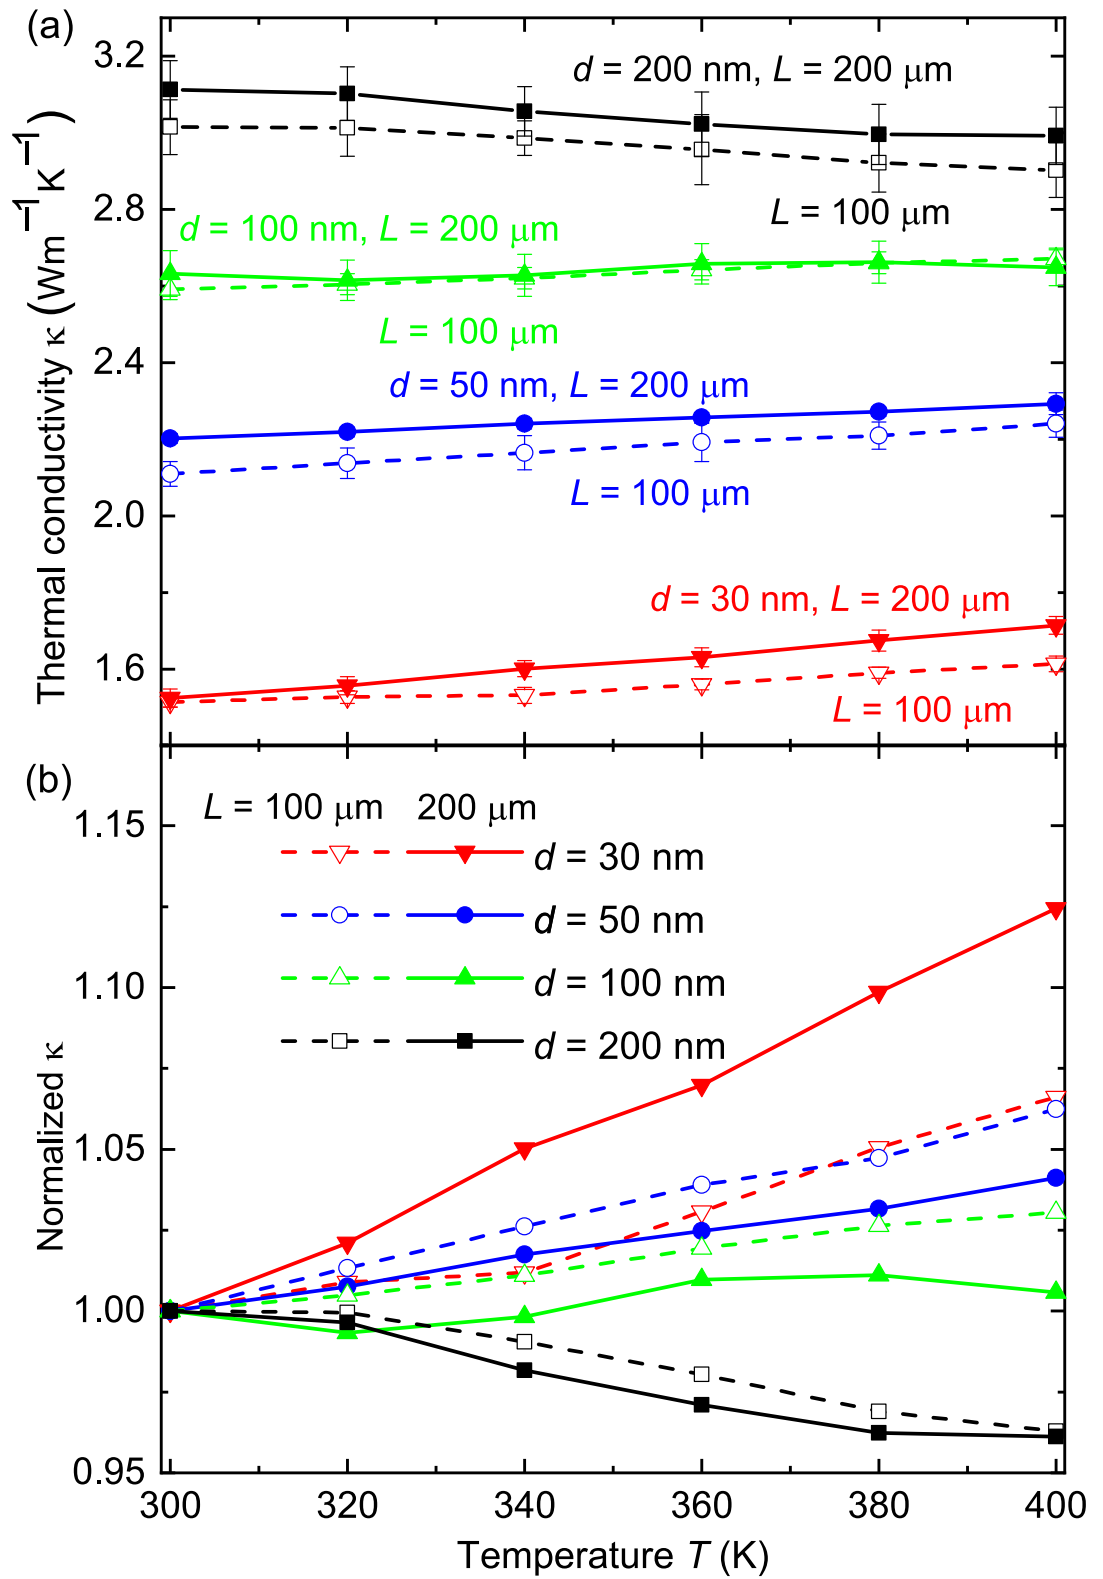 (a)
Thermal conductivity κ (Wm⁻¹K⁻¹)
3.2
2.8
2.4
2.0
1.6
d = 200 nm, L = 200 μm
L = 100 μm
d = 100 nm, L = 200 μm
L = 100 μm
d = 50 nm, L = 200 μm
L = 100 μm
d = 30 nm, L = 200 μm
L = 100 μm
(b)
Normalized κ
1.15
1.10
1.05
1.00
0.95
L = 100 μm 200 μm
d = 30 nm
d = 50 nm
d = 100 nm
d = 200 nm
300 320 340 360 380 400
Temperature T (K)